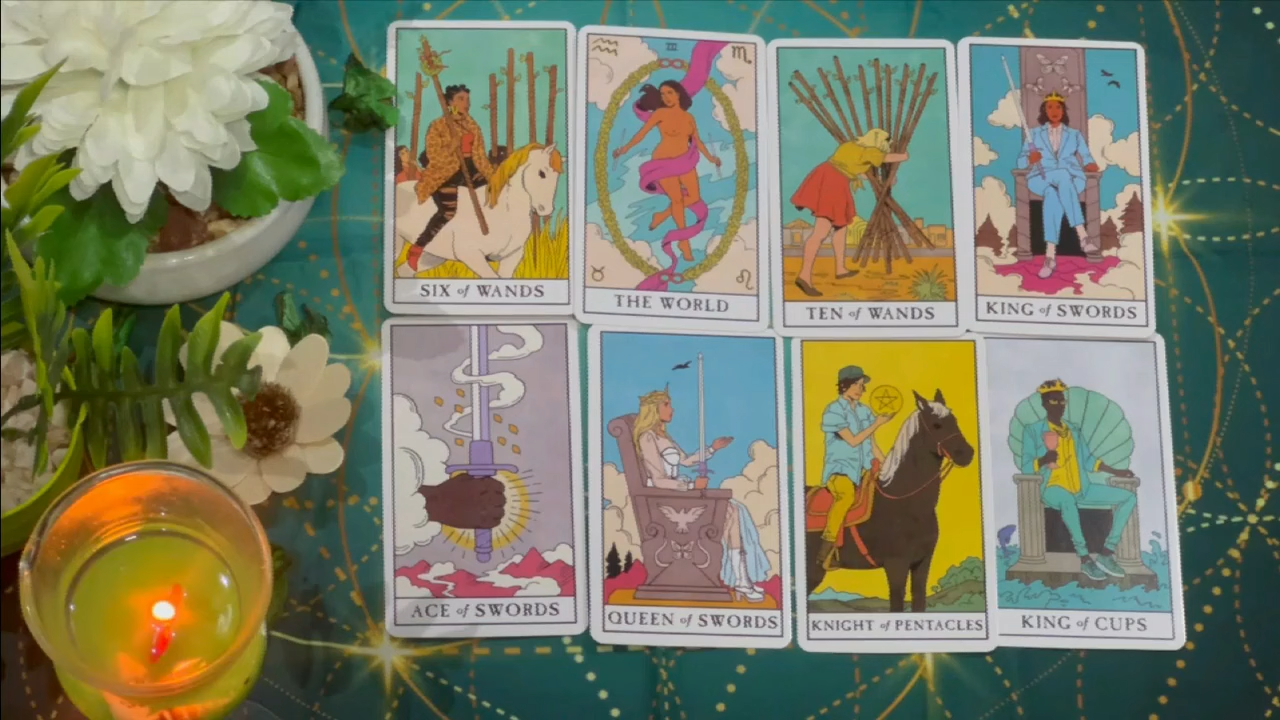 SIX of WANDS
THE WORLD
TEN of WANDS
KING of SWORDS
ACE of SWORDS
QUEEN of SWORDS
KNIGHT of PENTACLES
KING of CUPS